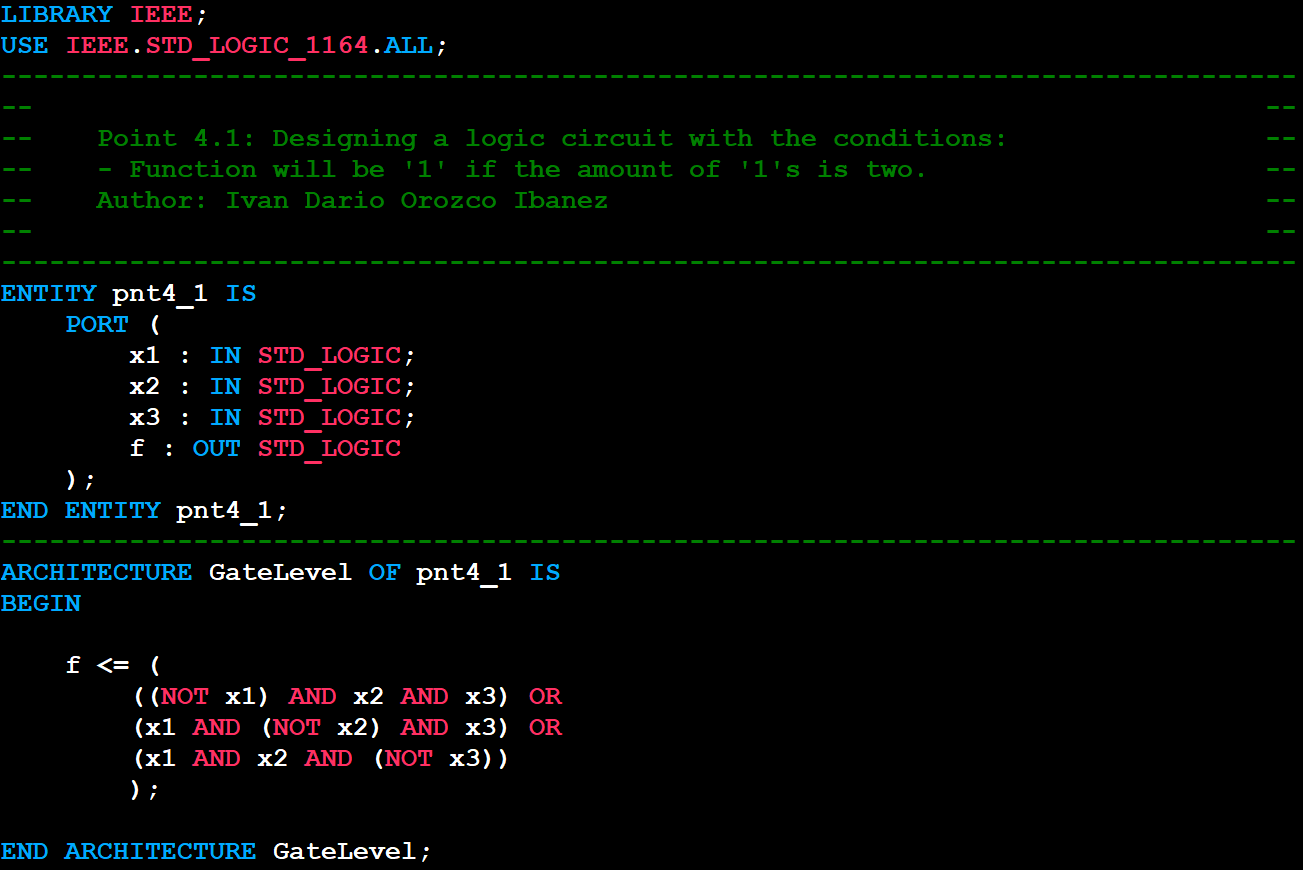 LIBRARY IEEE;
USE IEEE.STD_LOGIC_1164.ALL;
---------------------------------------------------------------------------------
--                                                                             --
--    Point 4.1: Designing a logic circuit with the conditions:                --
--    - Function will be '1' if the amount of '1's is two.                     --
--    Author: Ivan Dario Orozco Ibanez                                         --
--                                                                             --
---------------------------------------------------------------------------------
ENTITY pnt4_1 IS
    PORT (
        x1 : IN STD_LOGIC;
        x2 : IN STD_LOGIC;
        x3 : IN STD_LOGIC;
        f : OUT STD_LOGIC
    );
END ENTITY pnt4_1;
---------------------------------------------------------------------------------
ARCHITECTURE GateLevel OF pnt4_1 IS
BEGIN

    f <= (
        ((NOT x1) AND x2 AND x3) OR
        (x1 AND (NOT x2) AND x3) OR
        (x1 AND x2 AND (NOT x3))
        );

END ARCHITECTURE GateLevel;